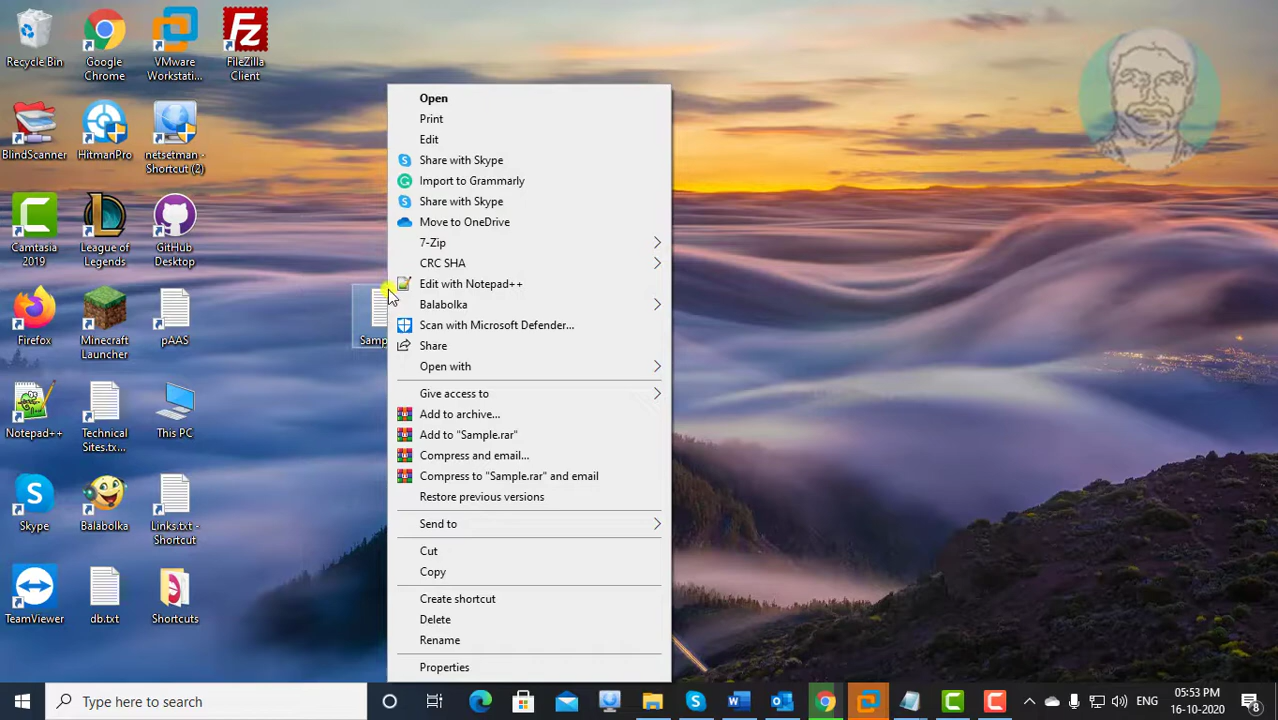 Recycle Bin
Google
Chrome
VMware
Workstati...
FileZilla
Client
BlindScanner
HitmanPro
netsetman -
Shortcut (2)
Camtasia
2019
League of
Legends
GitHub
Desktop
Firefox
Minecraft
Launcher
pAAS
Notepad++
Technical
Sites.tx...
This PC
Skype
Balabolka
Links.txt -
Shortcut
TeamViewer
db.txt
Shortcuts
Samp
Open
Print
Edit
Share with Skype
Import to Grammarly
Share with Skype
Move to OneDrive
7-Zip
CRC SHA
Edit with Notepad++
Balabolka
Scan with Microsoft Defender...
Share
Open with
Give access to
Add to archive...
Add to "Sample.rar"
Compress and email...
Compress to "Sample.rar" and email
Restore previous versions
Send to
Cut
Copy
Create shortcut
Delete
Rename
Properties
Type here to search
ENG
05:53 PM
16-10-2020
8